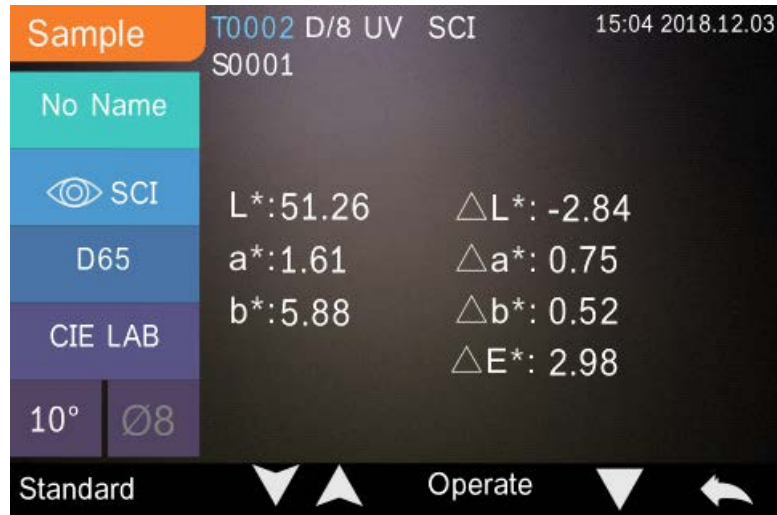 Sample
T0002 D/8 UV SCI
15:04 2018.12.03
S0001
No Name
SCI
D65
CIE LAB
10°
Ø8
L*:51.26
△L*: -2.84
a*:1.61
△a*: 0.75
b*:5.88
△b*: 0.52
△E*: 2.98
Standard
Operate